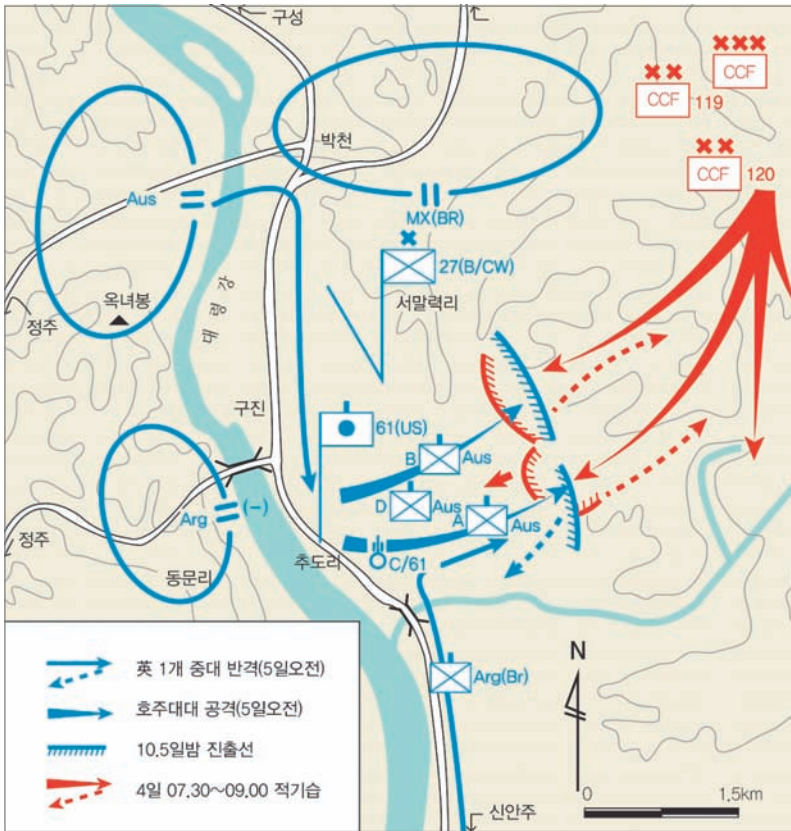 구성
CCF
CCF 119
박천
CCF 120
Aus
MX(BR)
27(B/CW)
옥녀봉
대령강
서말력리
정주
구진
61(US)
B Aus
D Aus
A Aus
Arg (-)
정주
추도리
C/61
동문리
N
Arg(Br)
英 1개 중대 반격(5일오전)
호주대대 공격(5일오전)
10.5일밤 진출선
4일 07.30~09.00 적기습
0 1.5km
신안주